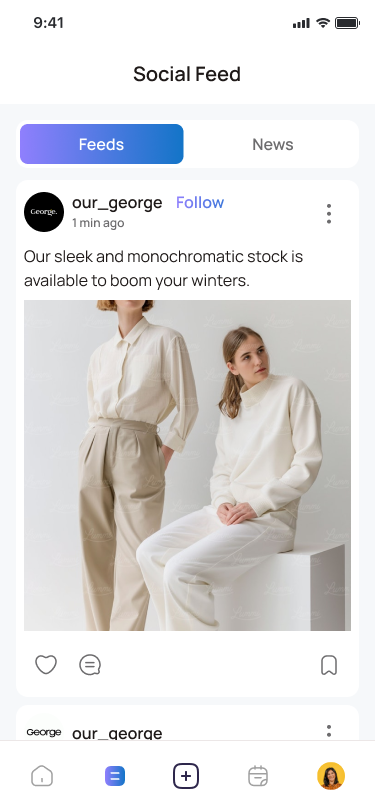 9:41
Social Feed
Feeds
News
George.
our_george Follow
1 min ago
Our sleek and monochromatic stock is
available to boom your winters.
George
our_george